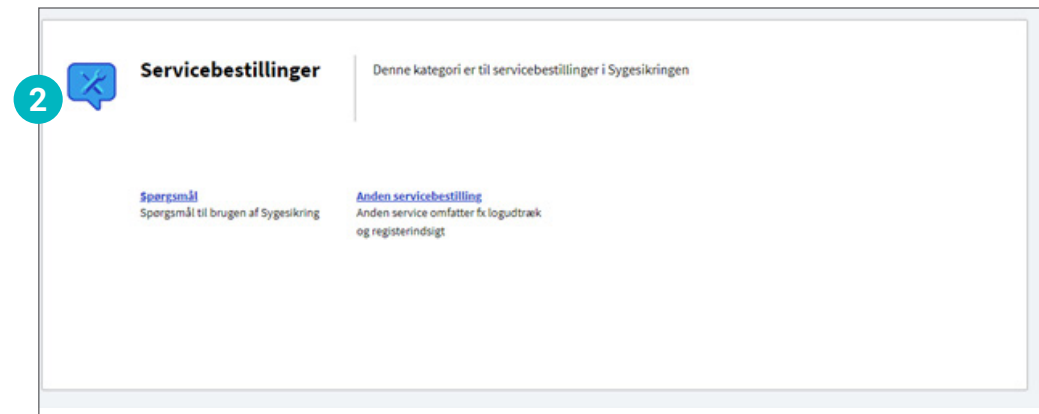 2
Servicebestillinger
Denne kategori er til servicebestillinger i Sygesikringen
Spørgsmål
Spørgsmål til brugen af Sygesikring
Anden servicebestilling
Anden service omfatter fx logudtræk
og registerindsigt